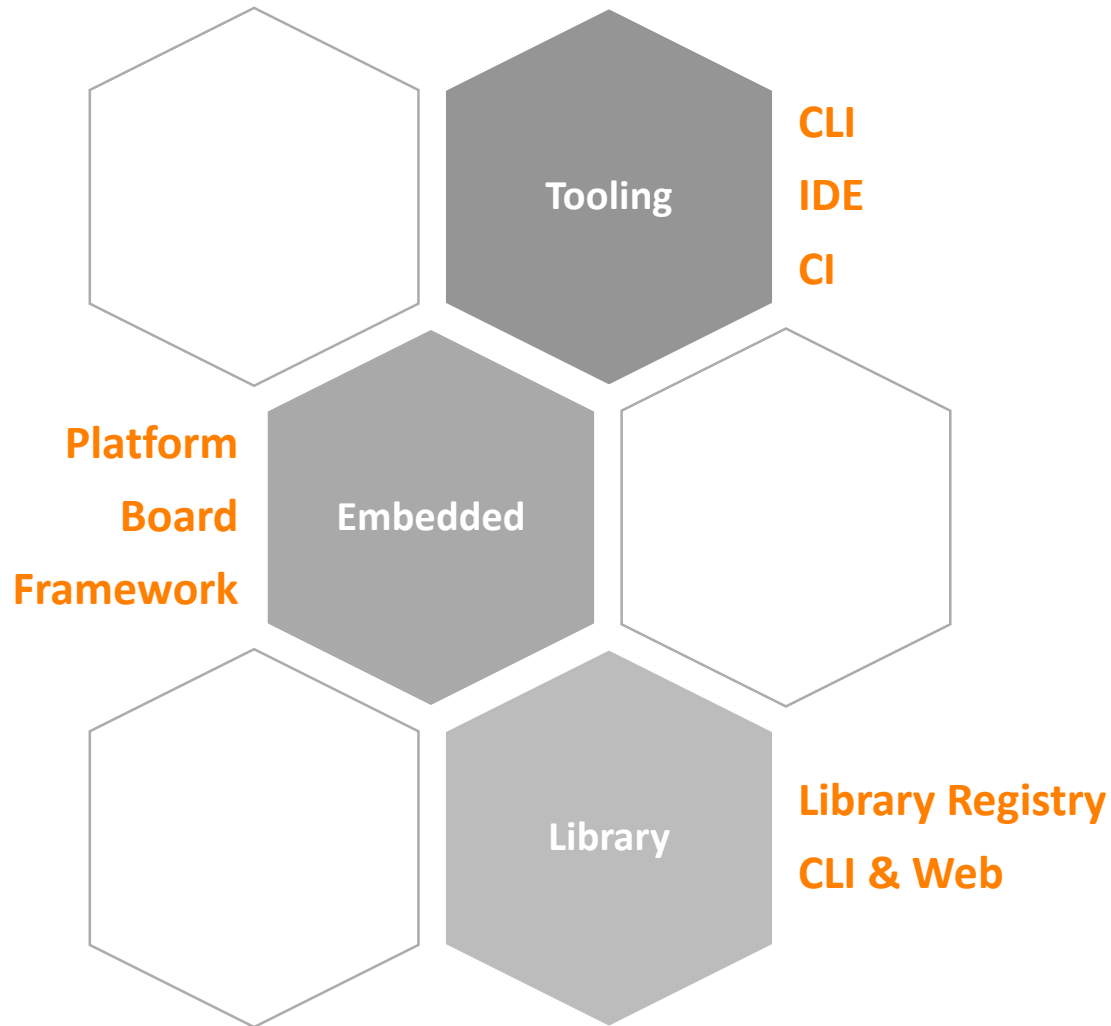 Tooling
CLI
IDE
CI
Platform
Board
Framework
Embedded
Library
Library Registry
CLI & Web